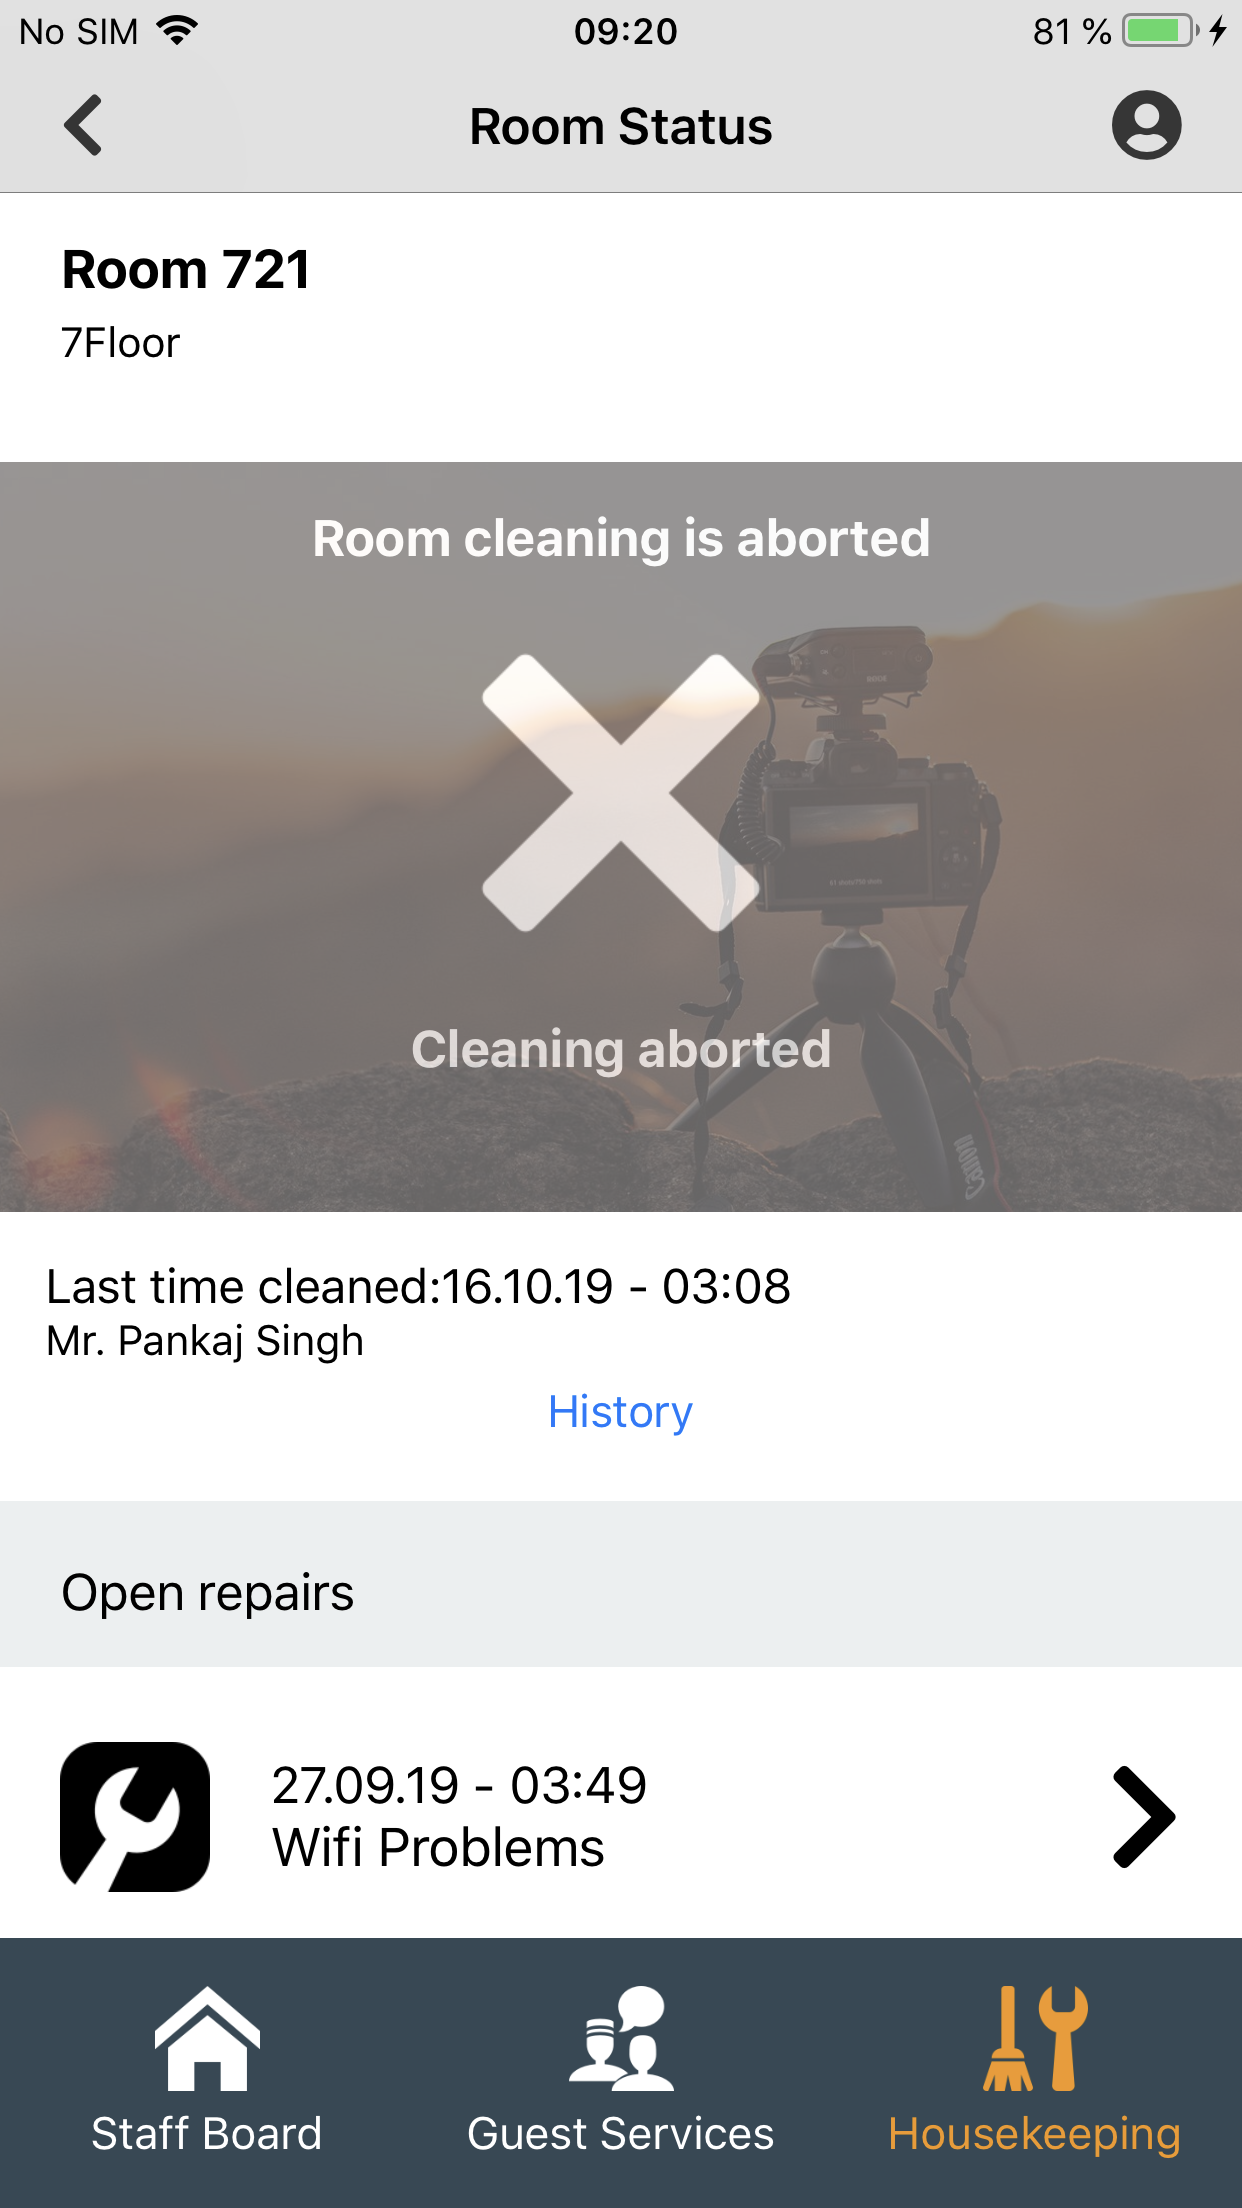 No SIM 09:20 81 %
Room Status
Room 721
7Floor
Room cleaning is aborted
Cleaning aborted
Canon
Last time cleaned:16.10.19 - 03:08
Mr. Pankaj Singh
History
Open repairs
27.09.19 - 03:49
Wifi Problems
Staff Board
Guest Services
Housekeeping